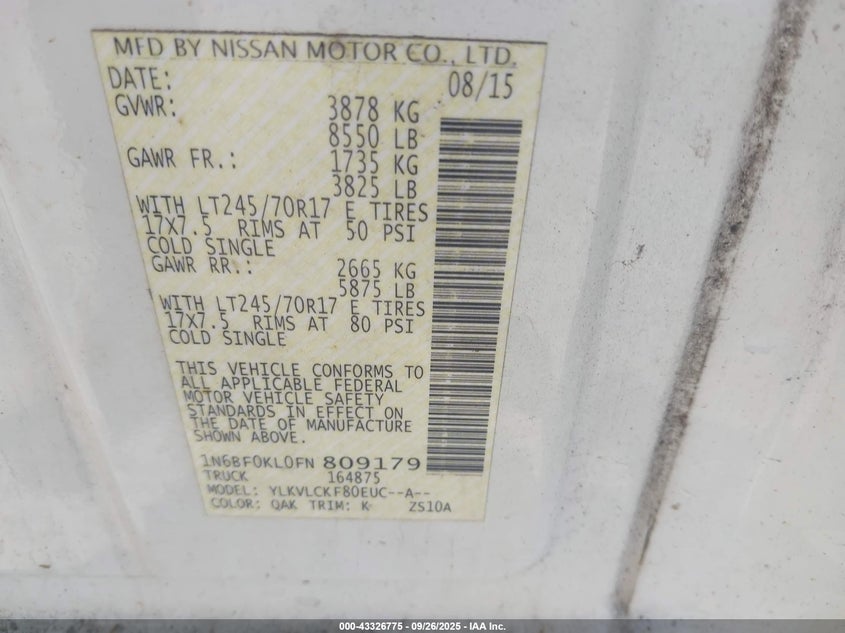 MFD BY NISSAN MOTOR CO., LTD.
DATE: 08/15
GVWR: 3878 KG
8550 LB
GAWR FR.: 1735 KG
3825 LB
WITH LT245/70R17 E TIRES
17X7.5 RIMS AT 50 PSI
COLD SINGLE
GAWR RR.: 2665 KG
5875 LB
WITH LT245/70R17 E TIRES
17X7.5 RIMS AT 80 PSI
COLD SINGLE
THIS VEHICLE CONFORMS TO
ALL APPLICABLE FEDERAL
MOTOR VEHICLE SAFETY
STANDARDS IN EFFECT ON
THE DATE OF MANUFACTURE
SHOWN ABOVE.
1N6BF0KL0FN 809179
TRUCK 164875
MODEL: YLKVLCKF80EUC--A--
COLOR: QAK TRIM: K ZS10A
000-43326775 - 09/26/2025 - IAA Inc.